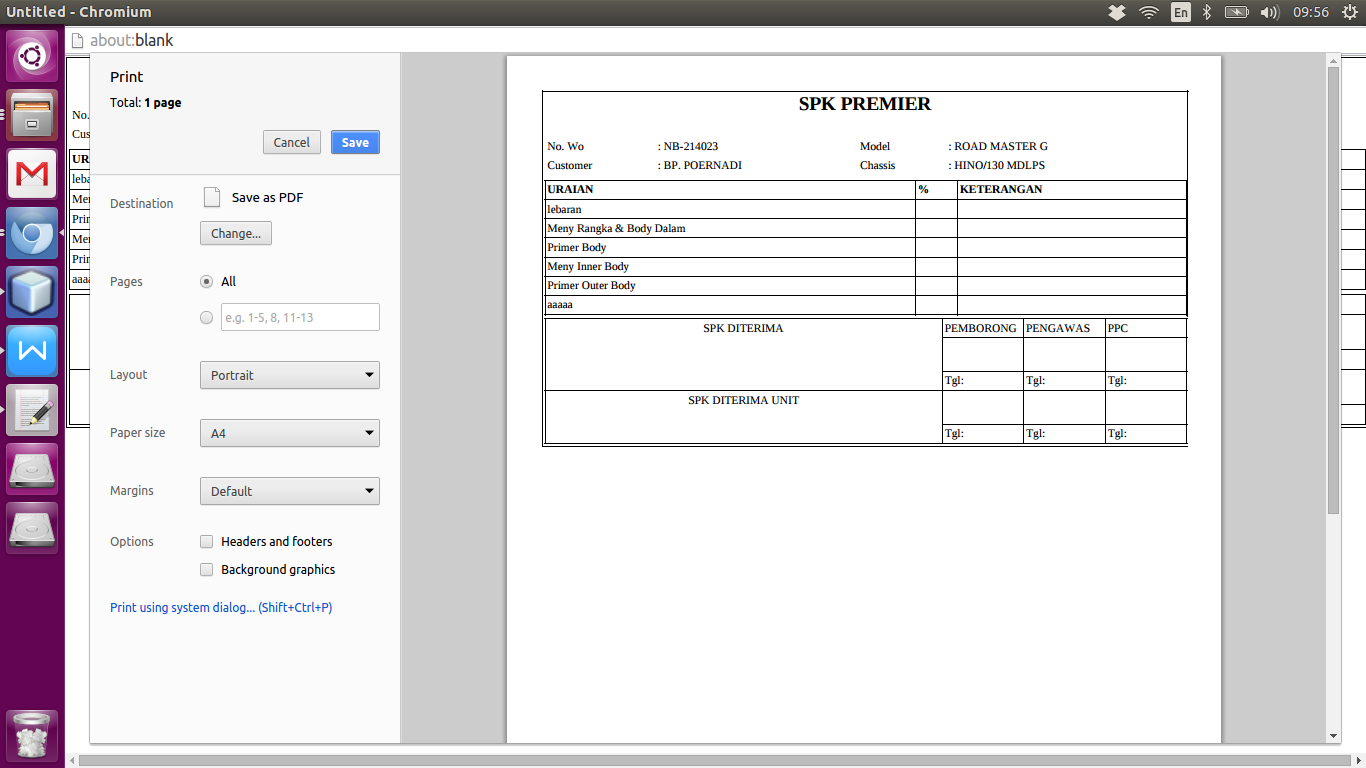 Untitled - Chromium
En
09:56
about:blank
No.
Cus
UR
leba
Mer
Prin
Mer
Prin
aaaa
Print
Total: 1 page
Cancel
Save
Destination
Save as PDF
Change...
Pages
All
e.g. 1-5, 8, 11-13
Layout
Portrait
Paper size
A4
Margins
Default
Options
Headers and footers
Background graphics
Print using system dialog... (Shift+Ctrl+P)
SPK PREMIER
No. Wo : NB-214023 Model : ROAD MASTER G
Customer : BP. POERNADI Chassis : HINO/130 MDLPS
URAIAN % KETERANGAN
lebaran
Meny Rangka & Body Dalam
Primer Body
Meny Inner Body
Primer Outer Body
aaaaa
SPK DITERIMA PEMBORONG PENGAWAS PPC
Tgl: Tgl: Tgl:
SPK DITERIMA UNIT
Tgl: Tgl: Tgl: